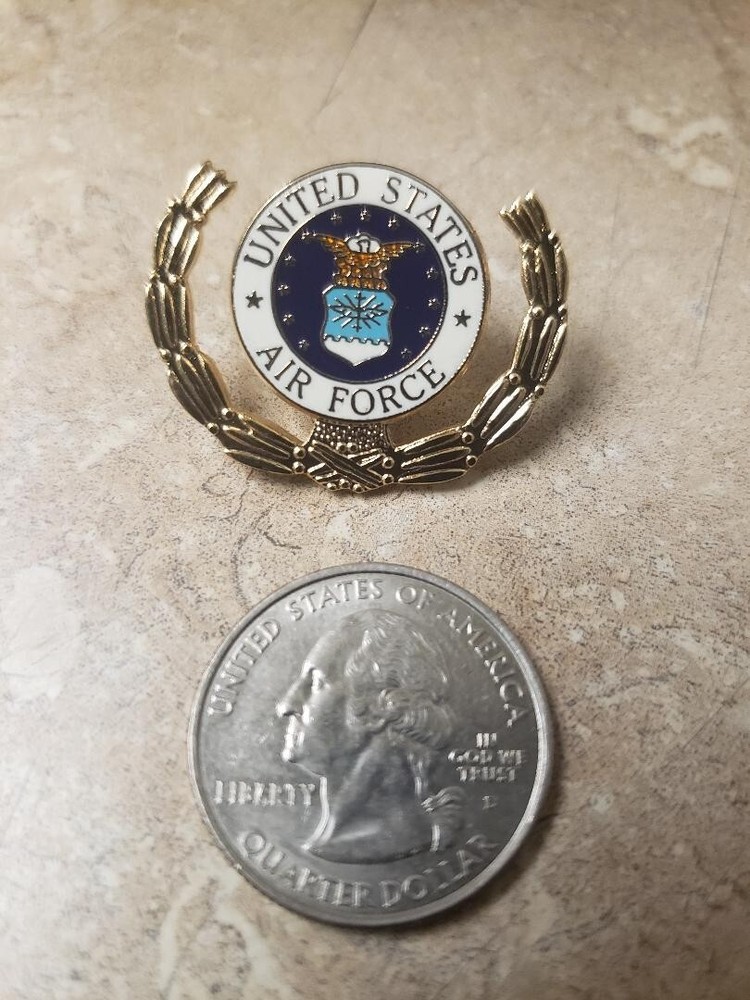 UNITED STATES
AIR FORCE
UNITED STATES OF AMERICA
IN
GOD WE
TRUST
LIBERTY
QUARTER DOLLAR